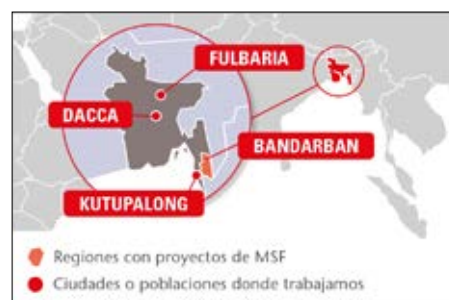 FULBARIA
DACCA
BANDARBAN
KUTUPALONG
Regiones con proyectos de MSF
Ciudades o poblaciones donde trabajamos